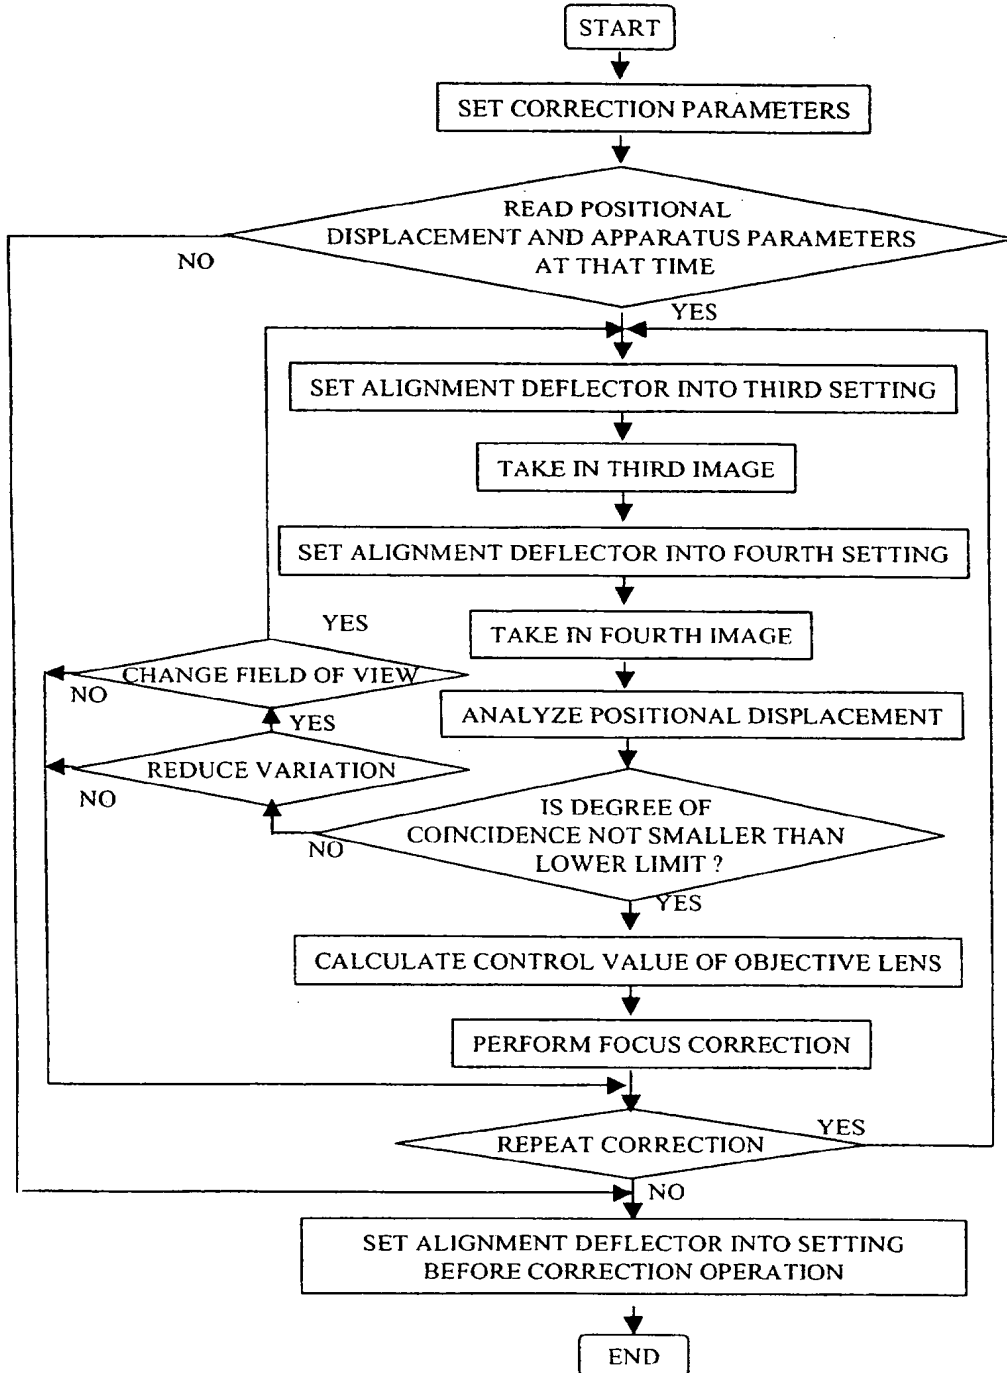 START
SET CORRECTION PARAMETERS
READ POSITIONAL
DISPLACEMENT AND APPARATUS PARAMETERS
AT THAT TIME
NO
YES
SET ALIGNMENT DEFLECTOR INTO THIRD SETTING
TAKE IN THIRD IMAGE
SET ALIGNMENT DEFLECTOR INTO FOURTH SETTING
YES
TAKE IN FOURTH IMAGE
CHANGE FIELD OF VIEW
NO
ANALYZE POSITIONAL DISPLACEMENT
YES
REDUCE VARIATION
NO
IS DEGREE OF
COINCIDENCE NOT SMALLER THAN
LOWER LIMIT ?
NO
YES
CALCULATE CONTROL VALUE OF OBJECTIVE LENS
PERFORM FOCUS CORRECTION
YES
REPEAT CORRECTION
NO
SET ALIGNMENT DEFLECTOR INTO SETTING
BEFORE CORRECTION OPERATION
END